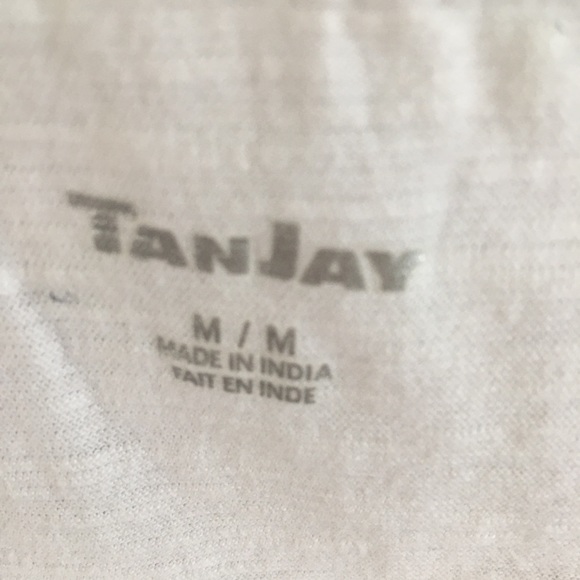 TANJAY
M / M
MADE IN INDIA
FAIT EN INDE